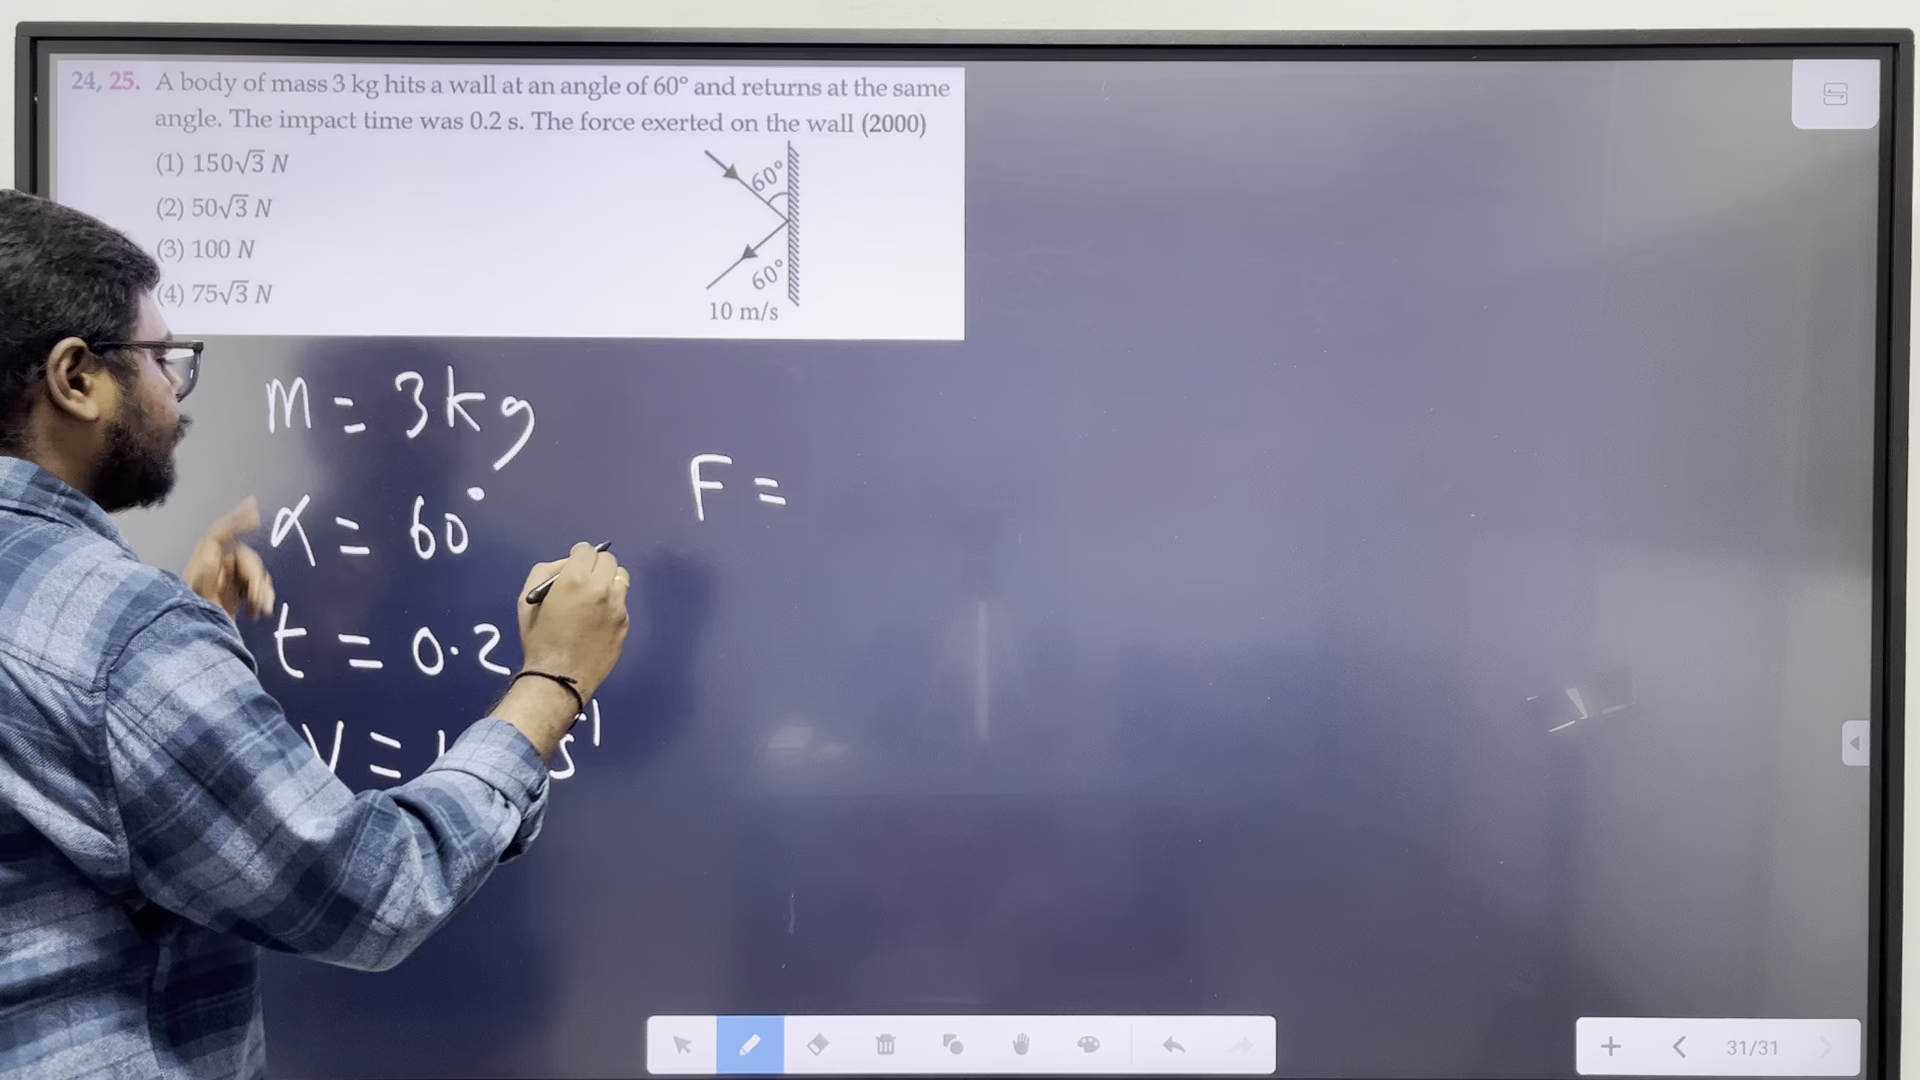 24, 25. A body of mass 3 kg hits a wall at an angle of 60° and returns at the same
angle. The impact time was 0.2 s. The force exerted on the wall (2000)
(1) 150√3 N
(2) 50√3 N
(3) 100 N
(4) 75√3 N
60°
60°
10 m/s
m = 3kg
α = 60°
t = 0.2
V =
s⁻¹
F =
31/31